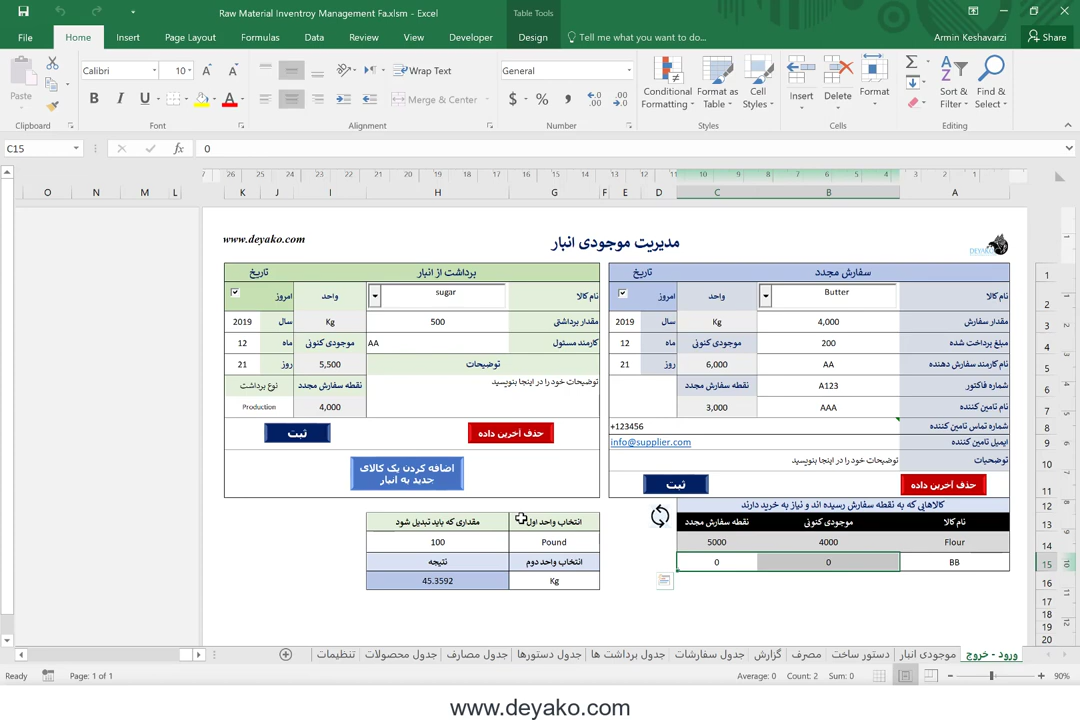 Raw Material Inventroy Management Fa.xlsm - Excel
Table Tools
File Home Insert Page Layout Formulas Data Review View Developer Design Tell me what you want to do... Armin Keshavarzi Share
Paste
Calibri 10
B I U
Wrap Text
Merge & Center
General
$ % ,
Conditional Formatting
Format as Table
Cell Styles
Insert Delete Format
Sort & Filter
Find & Select
Clipboard Font Alignment Number Styles Cells Editing
C15 fx 0
O N M L K J I H G F E D C B A
www.deyako.com
مدیریت موجودی انبار
DEYAKO
سفارش مجدد
تاریخ
نام کالا
Butter
واحد
امروز
مقدار سفارش
4,000
Kg
سال
2019
مبلغ پرداخت شده
200
موجودی کنونی
ماه
12
نام کارمند سفارش دهنده
AA
6,000
روز
21
شماره فاکتور
A123
نقطه سفارش مجدد
نام تامین کننده
AAA
3,000
شماره تماس تامین کننده
+123456
ایمیل تامین کننده
info@supplier.com
توضیحات
توضیحات خود را در اینجا بنویسید
حذف آخرین داده
ثبت
برداشت از انبار
تاریخ
نام کالا
sugar
واحد
امروز
مقدار برداشتی
500
Kg
سال
2019
کارمند مسئول
AA
موجودی کنونی
ماه
12
توضیحات
5,500
روز
21
توضیحات خود را در اینجا بنویسید
نقطه سفارش مجدد
نوع برداشت
4,000
Production
حذف آخرین داده
ثبت
اضافه کردن یک کالای
جدید به انبار
کالاهایی که به نقطه سفارش رسیده اند و نیاز به خرید دارند
نام کالا
موجودی کنونی
نقطه سفارش مجدد
Flour
4000
5000
BB
0
0
انتخاب واحد اول
مقداری که باید تبدیل شود
Pound
100
انتخاب واحد دوم
نتیجه
Kg
45.3592
ورود - خروج
موجودی انبار
دستور ساخت
مصرف
گزارش
جدول سفارشات
جدول برداشت ها
جدول دستورها
جدول مصارف
جدول محصولات
تنظیمات
Ready Page: 1 of 1 Average: 0 Count: 2 Sum: 0 90%
www.deyako.com